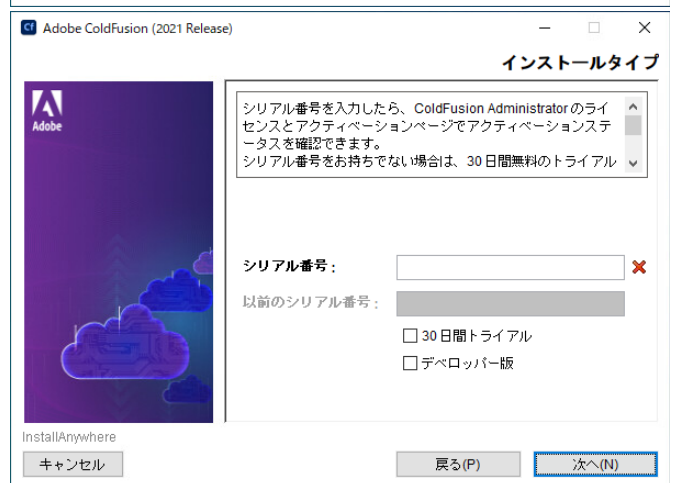 Adobe ColdFusion (2021 Release)
インストールタイプ
Adobe
シリアル番号を入力したら、ColdFusion Administrator のライ
センスとアクティベーションページでアクティベーションステ
ータスを確認できます。
シリアル番号をお持ちでない場合は、30 日間無料のトライアル
シリアル番号：
以前のシリアル番号：
30 日間トライアル
デベロッパー版
InstallAnywhere
キャンセル
戻る(P)
次へ(N)